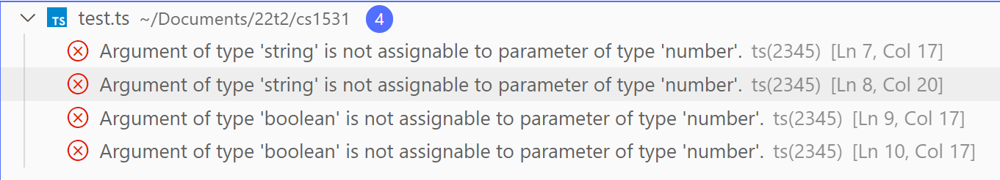 TS test.ts ~/Documents/22t2/cs1531 4
Argument of type 'string' is not assignable to parameter of type 'number'. ts(2345) [Ln 7, Col 17]
Argument of type 'string' is not assignable to parameter of type 'number'. ts(2345) [Ln 8, Col 20]
Argument of type 'boolean' is not assignable to parameter of type 'number'. ts(2345) [Ln 9, Col 17]
Argument of type 'boolean' is not assignable to parameter of type 'number'. ts(2345) [Ln 10, Col 17]